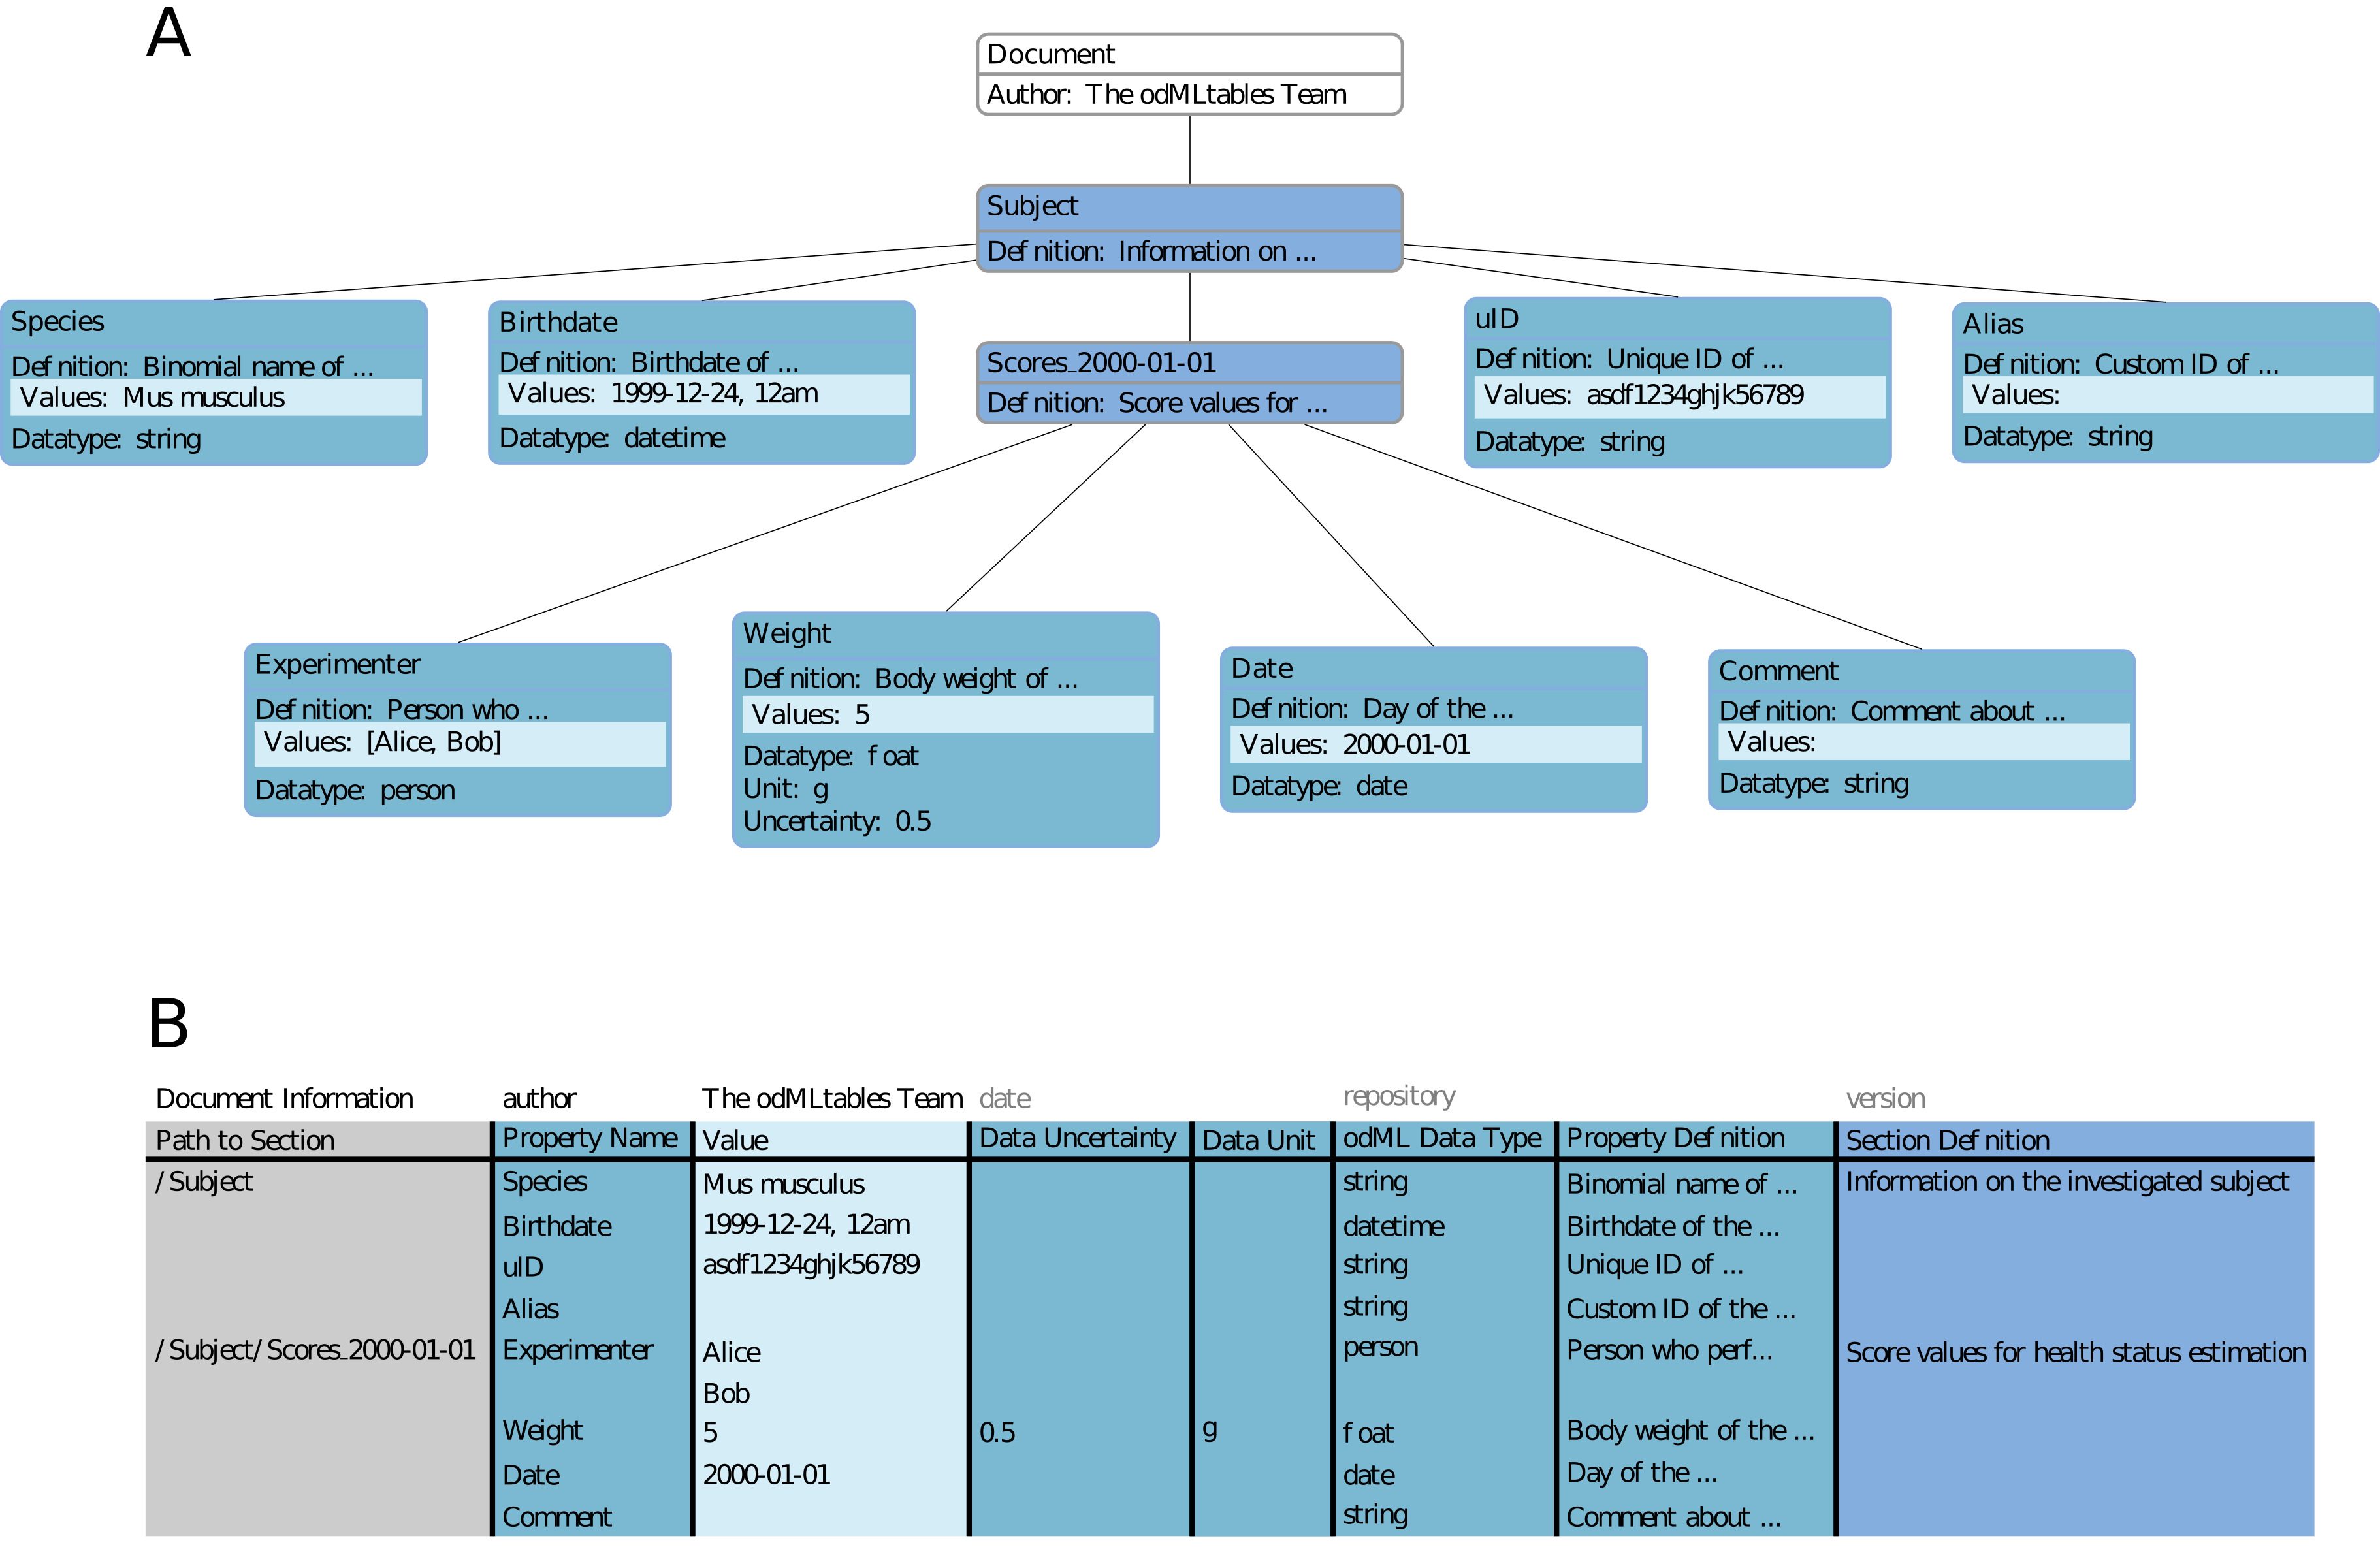 A
Document
Author: The odMLtables Team
Subject
Def nition: Information on ...
Species
Def nition: Binomial name of ...
Values: Mus musculus
Datatype: string
Birthdate
Def nition: Birthdate of ...
Values: 1999-12-24, 12am
Datatype: datetime
Scores_2000-01-01
Def nition: Score values for ...
uID
Def nition: Unique ID of ...
Values: asdf1234ghjk56789
Datatype: string
Alias
Def nition: Custom ID of ...
Values:
Datatype: string
Experimenter
Def nition: Person who ...
Values: [Alice, Bob]
Datatype: person
Weight
Def nition: Body weight of ...
Values: 5
Datatype: f oat
Unit: g
Uncertainty: 0.5
Date
Def nition: Day of the ...
Values: 2000-01-01
Datatype: date
Comment
Def nition: Comment about ...
Values:
Datatype: string
B
Document Information author The odMLtables Team date repository version
Path to Section Property Name Value Data Uncertainty Data Unit odML Data Type Property Def nition Section Def nition
/Subject Species Mus musculus string Binomial name of ... Information on the investigated subject
Birthdate 1999-12-24, 12am datetime Birthdate of the ...
uID asdf1234ghjk56789 string Unique ID of ...
Alias string Custom ID of the ...
/Subject/Scores_2000-01-01 Experimenter Alice person Person who perf... Score values for health status estimation
Bob
Weight 5 0.5 g f oat Body weight of the ...
Date 2000-01-01 date Day of the ...
Comment string Comment about ...